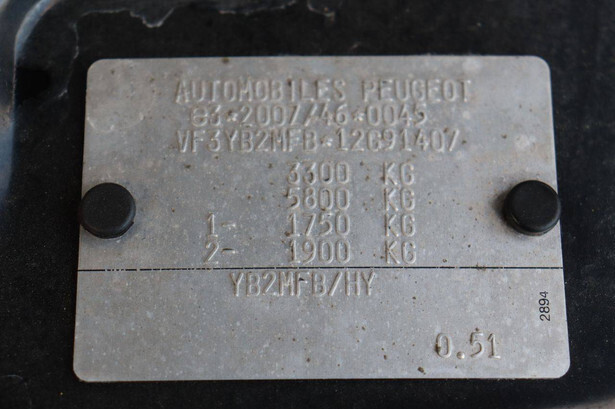 AUTOMOBILES PEUGEOT
e3*2007/46*0045
VF3YB2MFB*12G91407
3300 KG
5800 KG
1- 1750 KG
2- 1900 KG
YB2MFB/HY
2894
0.51